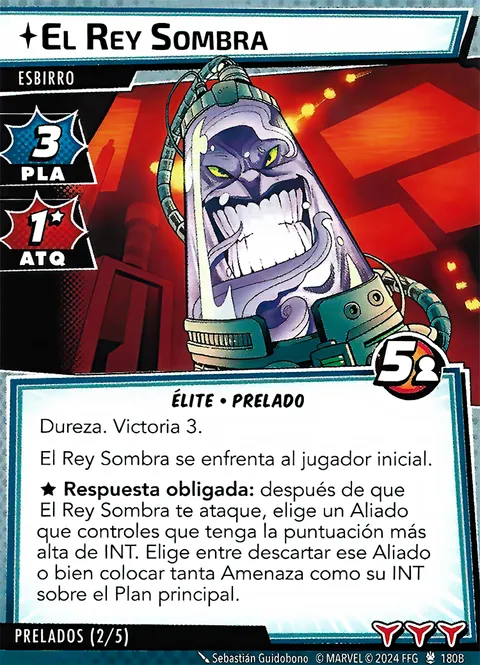 El Rey Sombra
ESBIRRO
3
PLA
1★
ATQ
5
ÉLITE • PRELADO
Dureza. Victoria 3.
El Rey Sombra se enfrenta al jugador inicial.
★ Respuesta obligada: después de que
El Rey Sombra te ataque, elige un Aliado
que controles que tenga la puntuación más
alta de INT. Elige entre descartar ese Aliado
o bien colocar tanta Amenaza como su INT
sobre el Plan principal.
PRELADOS (2/5)
Sebastián Guidobono © MARVEL © 2024 FFG 180B